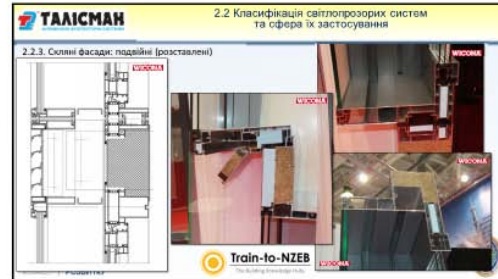 ТАЛІСМАН
2.2 Класифікація світлопрозорих систем
та сфера їх застосування
2.2.3. Скляні фасади: подвійні (розставлені)
WICONA
WICONA
WICONA
WICONA
Train-to-NZEB
The Building Knowledge Hubs
РОЗВИТКУ